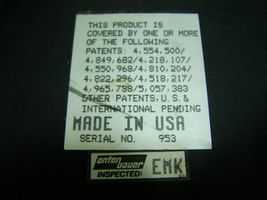 THIS PRODUCT IS
COVERED BY ONE OR MORE
OF THE FOLLOWING
PATENTS: 4,554,500/
4,849,682/4,218,107/
4,550,968/4,810,204/
4,822,296/4,518,217/
4,965,738/5,057,383
OTHER PATENTS, U.S.&
INTERNATIONAL PENDING
MADE IN USA
SERIAL NO. 953
anton
bauer
INSPECTED: EMK